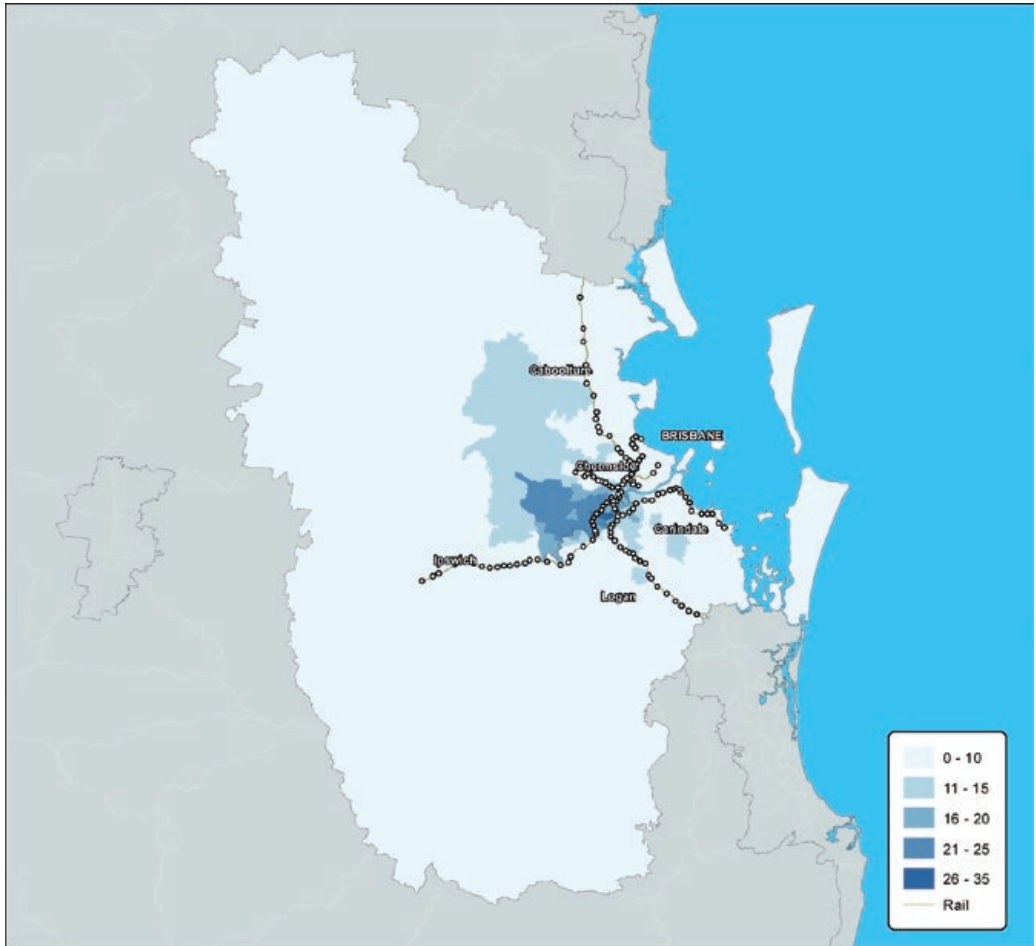 Caboolture
BRISBANE
Chermside
Carindale
Ipswich
Logan
0 - 10
11 - 15
16 - 20
21 - 25
26 - 35
Rail